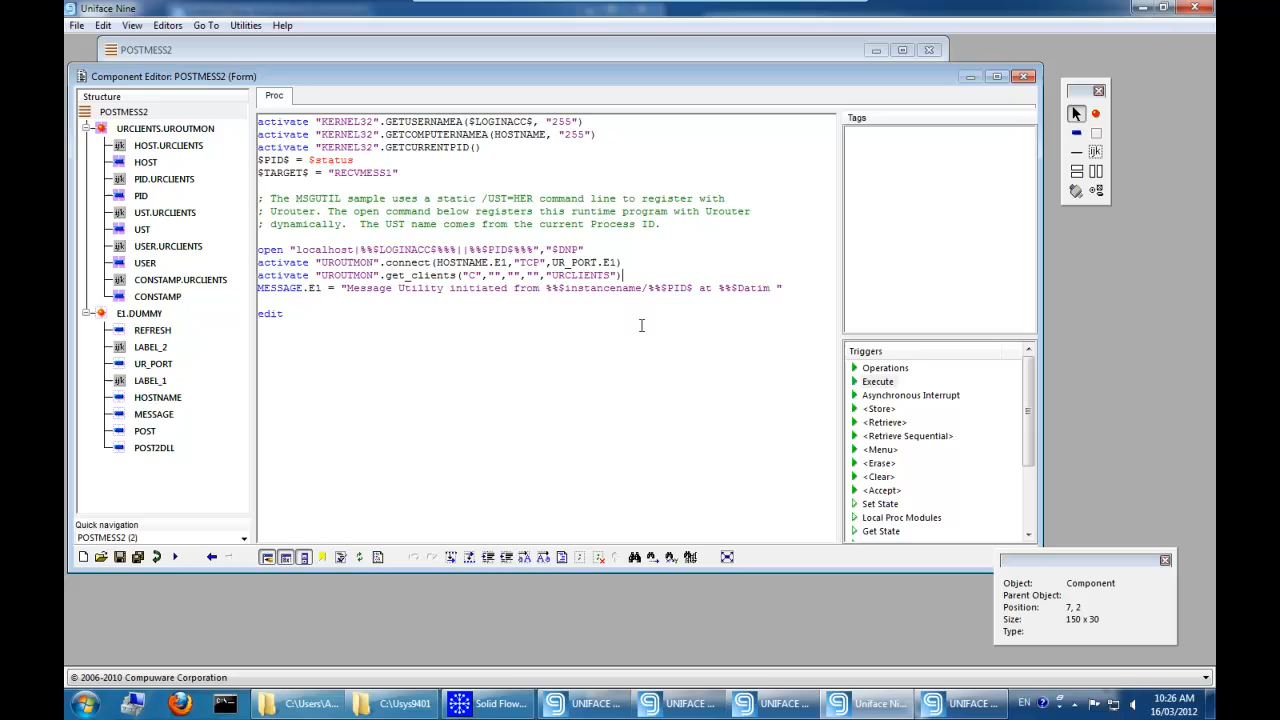 Uniface Nine
File Edit View Editors Go To Utilities Help
POSTMESS2
Component Editor: POSTMESS2 (Form)
Structure
POSTMESS2
URCLIENTS.UROUTMON
HOST.URCLIENTS
HOST
PID.URCLIENTS
PID
UST.URCLIENTS
UST
USER.URCLIENTS
USER
CONSTAMP.URCLIENTS
CONSTAMP
E1.DUMMY
REFRESH
LABEL_2
UR_PORT
LABEL_1
HOSTNAME
MESSAGE
POST
POST2DLL
Quick navigation
POSTMESS2 (2)
Proc
activate "KERNEL32".GETUSERNAMEA($LOGINACC$, "255")
activate "KERNEL32".GETCOMPUTERNAMEA(HOSTNAME, "255")
activate "KERNEL32".GETCURRENTPID()
$PID$ = $status
$TARGET$ = "RECVMESS1"
; The MSGUTIL sample uses a static /UST=HER command line to register with
; Urouter. The open command below registers this runtime program with Urouter
; dynamically.  The UST name comes from the current Process ID.
open "localhost|%%$LOGINACC$%%%||%%$PID$%%%","$DNP"
activate "UROUTMON".connect(HOSTNAME.E1,"TCP",UR_PORT.E1)
activate "UROUTMON".get_clients("C","","","","URCLIENTS")
MESSAGE.E1 = "Message Utility initiated from %%$instancename/%%$PID$ at %%$Datim "
edit
Tags
Triggers
Operations
Execute
Asynchronous Interrupt
<Store>
<Retrieve>
<Retrieve Sequential>
<Menu>
<Erase>
<Clear>
<Accept>
Set State
Local Proc Modules
Get State
Object: Component
Parent Object:
Position: 7, 2
Size: 150 x 30
Type:
© 2006-2010 Compuware Corporation
C:\Users\A... C:\Usys9401 Solid Flow... UNIFACE ... UNIFACE ... UNIFACE ... Uniface Nin... UNIFACE ... EN 10:26 AM
16/03/2012